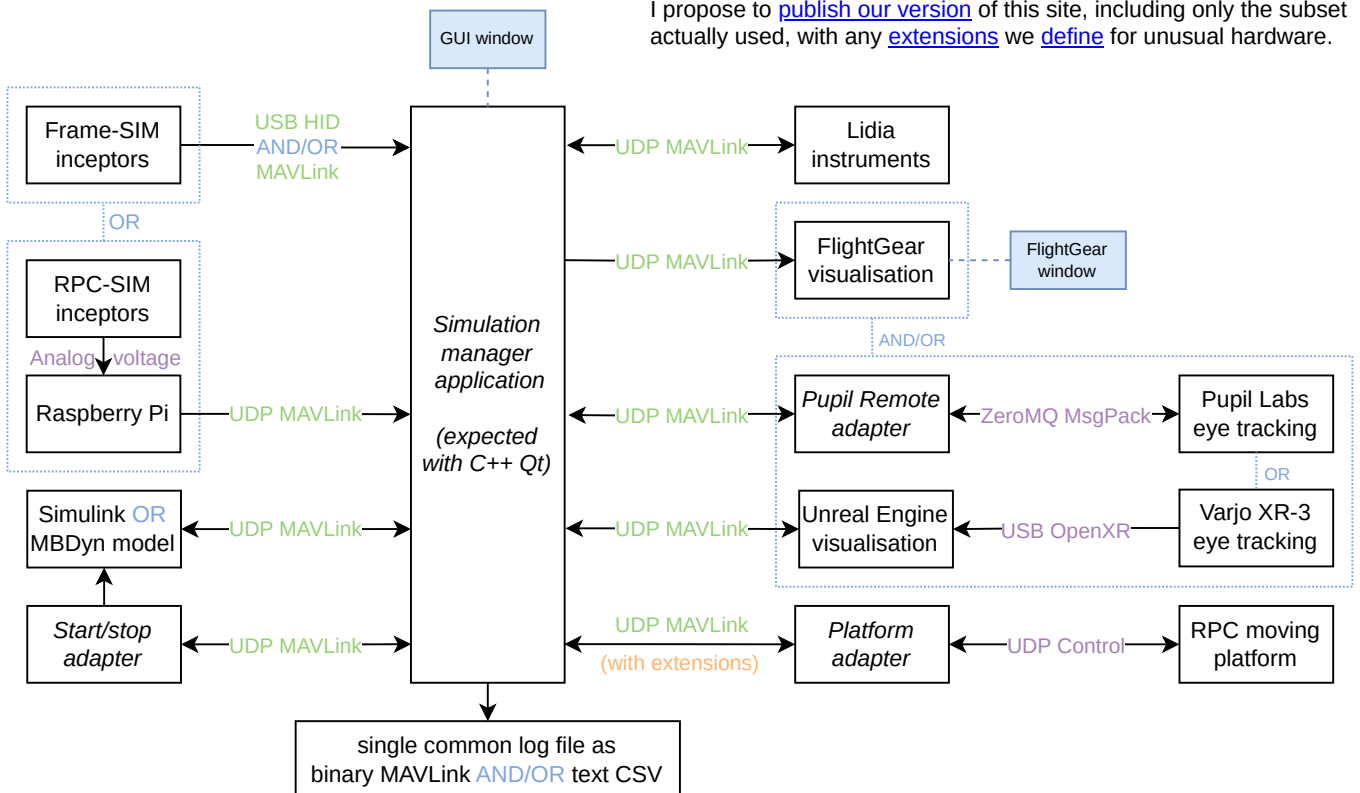 I propose to publish our version of this site, including only the subset
actually used, with any extensions we define for unusual hardware.
GUI window
Frame-SIM
inceptors
USB HID
AND/OR
MAVLink
UDP MAVLink
Lidia
instruments
OR
RPC-SIM
inceptors
Analog voltage
Raspberry Pi
UDP MAVLink
Simulation
manager
application
(expected
with C++ Qt)
UDP MAVLink
FlightGear
visualisation
FlightGear
window
AND/OR
UDP MAVLink
Pupil Remote
adapter
ZeroMQ MsgPack
Pupil Labs
eye tracking
OR
Simulink OR
MBDyn model
UDP MAVLink
UDP MAVLink
Unreal Engine
visualisation
USB OpenXR
Varjo XR-3
eye tracking
Start/stop
adapter
UDP MAVLink
UDP MAVLink
(with extensions)
Platform
adapter
UDP Control
RPC moving
platform
single common log file as
binary MAVLink AND/OR text CSV